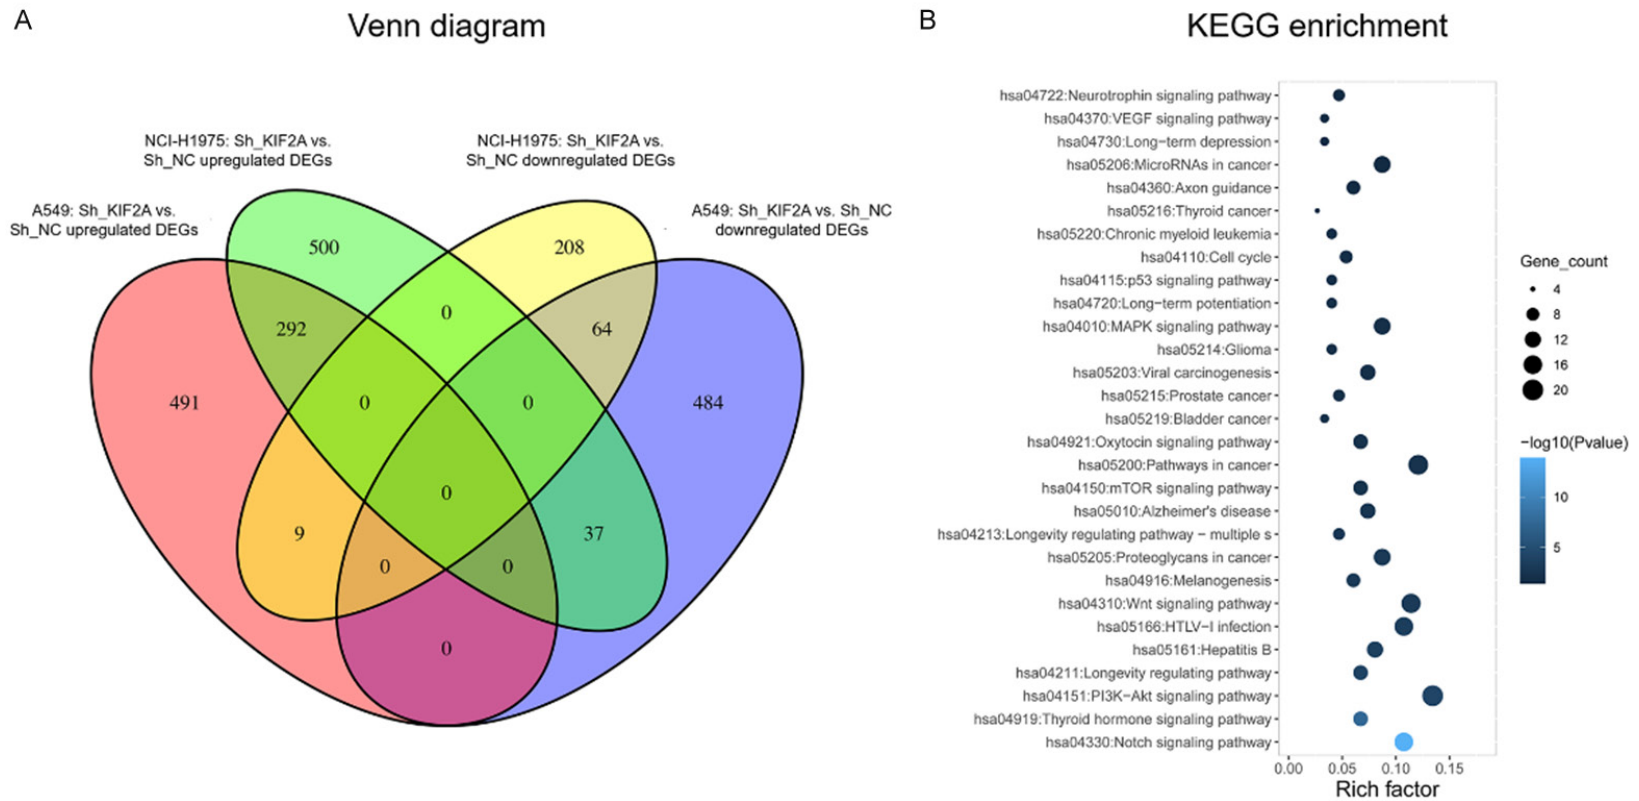 A
Venn diagram
NCI-H1975: Sh_KIF2A vs.
Sh_NC upregulated DEGs
NCI-H1975: Sh_KIF2A vs.
Sh_NC downregulated DEGs
A549: Sh_KIF2A vs.
Sh_NC upregulated DEGs
A549: Sh_KIF2A vs. Sh_NC
downregulated DEGs
500
208
292
0
64
491
0
0
484
0
9
37
0
0
0
B
KEGG enrichment
hsa04722:Neurotrophin signaling pathway
hsa04370:VEGF signaling pathway
hsa04730:Long−term depression
hsa05206:MicroRNAs in cancer
hsa04360:Axon guidance
hsa05216:Thyroid cancer
hsa05220:Chronic myeloid leukemia
hsa04110:Cell cycle
hsa04115:p53 signaling pathway
hsa04720:Long−term potentiation
hsa04010:MAPK signaling pathway
hsa05214:Glioma
hsa05203:Viral carcinogenesis
hsa05215:Prostate cancer
hsa05219:Bladder cancer
hsa04921:Oxytocin signaling pathway
hsa05200:Pathways in cancer
hsa04150:mTOR signaling pathway
hsa05010:Alzheimer's disease
hsa04213:Longevity regulating pathway − multiple s
hsa05205:Proteoglycans in cancer
hsa04916:Melanogenesis
hsa04310:Wnt signaling pathway
hsa05166:HTLV−I infection
hsa05161:Hepatitis B
hsa04211:Longevity regulating pathway
hsa04151:PI3K−Akt signaling pathway
hsa04919:Thyroid hormone signaling pathway
hsa04330:Notch signaling pathway
0.00 0.05 0.10 0.15
Rich factor
Gene_count
4
8
12
16
20
−log10(Pvalue)
10
5